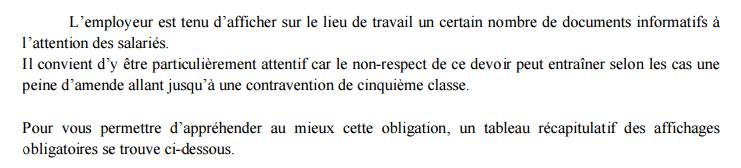 L'employeur est tenu d'afficher sur le lieu de travail un certain nombre de documents informatifs à
l'attention des salariés.
Il convient d'y être particulièrement attentif car le non-respect de ce devoir peut entraîner selon les cas une
peine d'amende allant jusqu'à une contravention de cinquième classe.
Pour vous permettre d'appréhender au mieux cette obligation, un tableau récapitulatif des affichages
obligatoires se trouve ci-dessous.